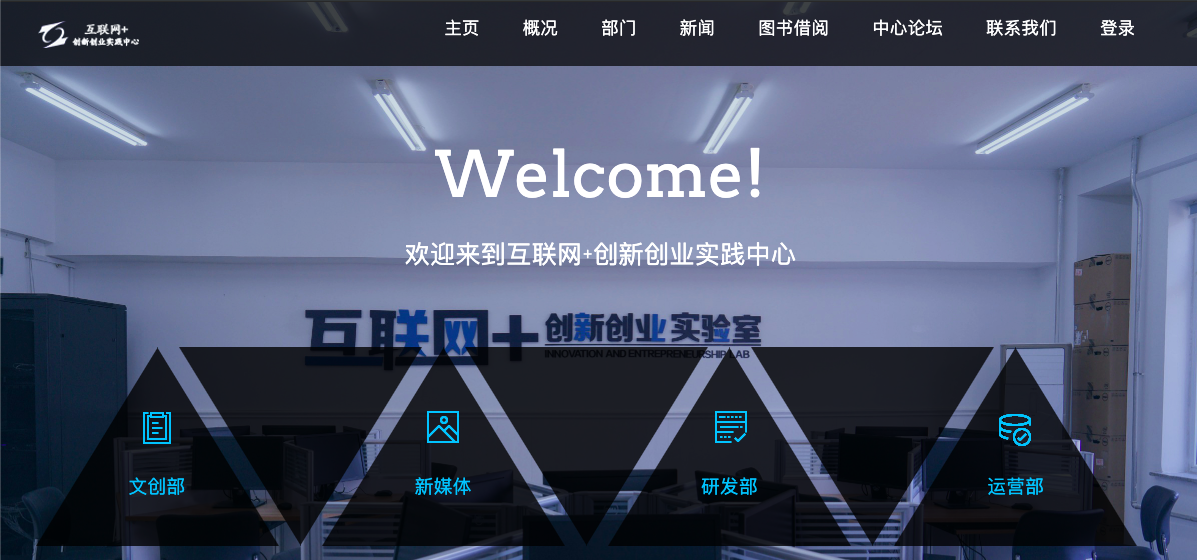 互联网+
创新创业实践中心
主页 概况 部门 新闻 图书借阅 中心论坛 联系我们 登录
Welcome!
欢迎来到互联网+创新创业实践中心
互联网+ 创新创业实验室
INNOVATION AND ENTREPRENEURSHIP LAB
文创部 新媒体 研发部 运营部